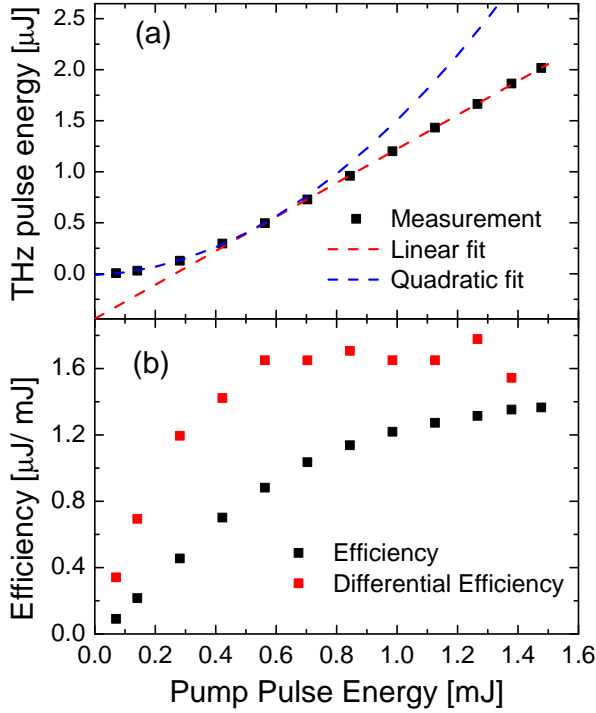 (a)
THz pulse energy [μJ]
2.5
2.0
1.5
1.0
0.5
0.0
Measurement
Linear fit
Quadratic fit
(b)
Efficiency [μJ/ mJ]
1.6
1.2
0.8
0.4
0.0
Efficiency
Differential Efficiency
0.0 0.2 0.4 0.6 0.8 1.0 1.2 1.4 1.6
Pump Pulse Energy [mJ]